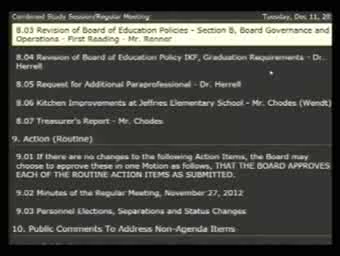 Combined Study Session/Regular Meeting
Tuesday, Dec 11, 20
8.03 Revision of Board of Education Policies - Section B, Board Governance and
Operations - First Reading - Mr. Renner
8.04 Revision of Board of Education Policy IKF, Graduation Requirements - Dr.
Herrell
8.05 Request for Additional Paraprofessional - Dr. Herrell
8.06 Kitchen Improvements at Jeffries Elementary School - Mr. Chodes (Wendt)
8.07 Treasurer's Report - Mr. Chodes
9. Action (Routine)
9.01 If there are no changes to the following Action Items, the Board may
choose to approve these in one Motion as follows, THAT THE BOARD APPROVES
EACH OF THE ROUTINE ACTION ITEMS AS SUBMITTED.
9.02 Minutes of the Regular Meeting, November 27, 2012
9.03 Personnel Elections, Separations and Status Changes
10. Public Comments To Address Non-Agenda Items